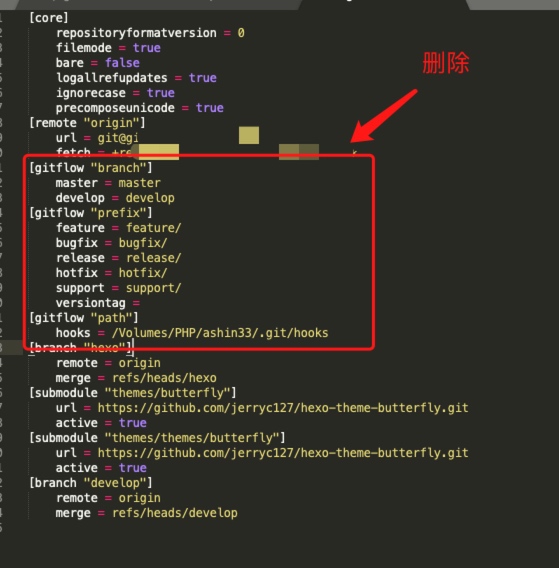 [core]
repositoryformatversion = 0
filemode = true
bare = false
删除
logallrefupdates = true
ignorecase = true
precomposeunicode = true
[remote "origin"]
url = git@gi
fetch = +re
[gitflow "branch"]
master = master
develop = develop
[gitflow "prefix"]
feature = feature/
bugfix = bugfix/
release = release/
hotfix = hotfix/
support = support/
versiontag =
[gitflow "path"]
hooks = /Volumes/PHP/ashin33/.git/hooks
[branch "hexo"]
remote = origin
merge = refs/heads/hexo
[submodule "themes/butterfly"]
url = https://github.com/jerryc127/hexo-theme-butterfly.git
active = true
[submodule "themes/themes/butterfly"]
url = https://github.com/jerryc127/hexo-theme-butterfly.git
active = true
[branch "develop"]
remote = origin
merge = refs/heads/develop